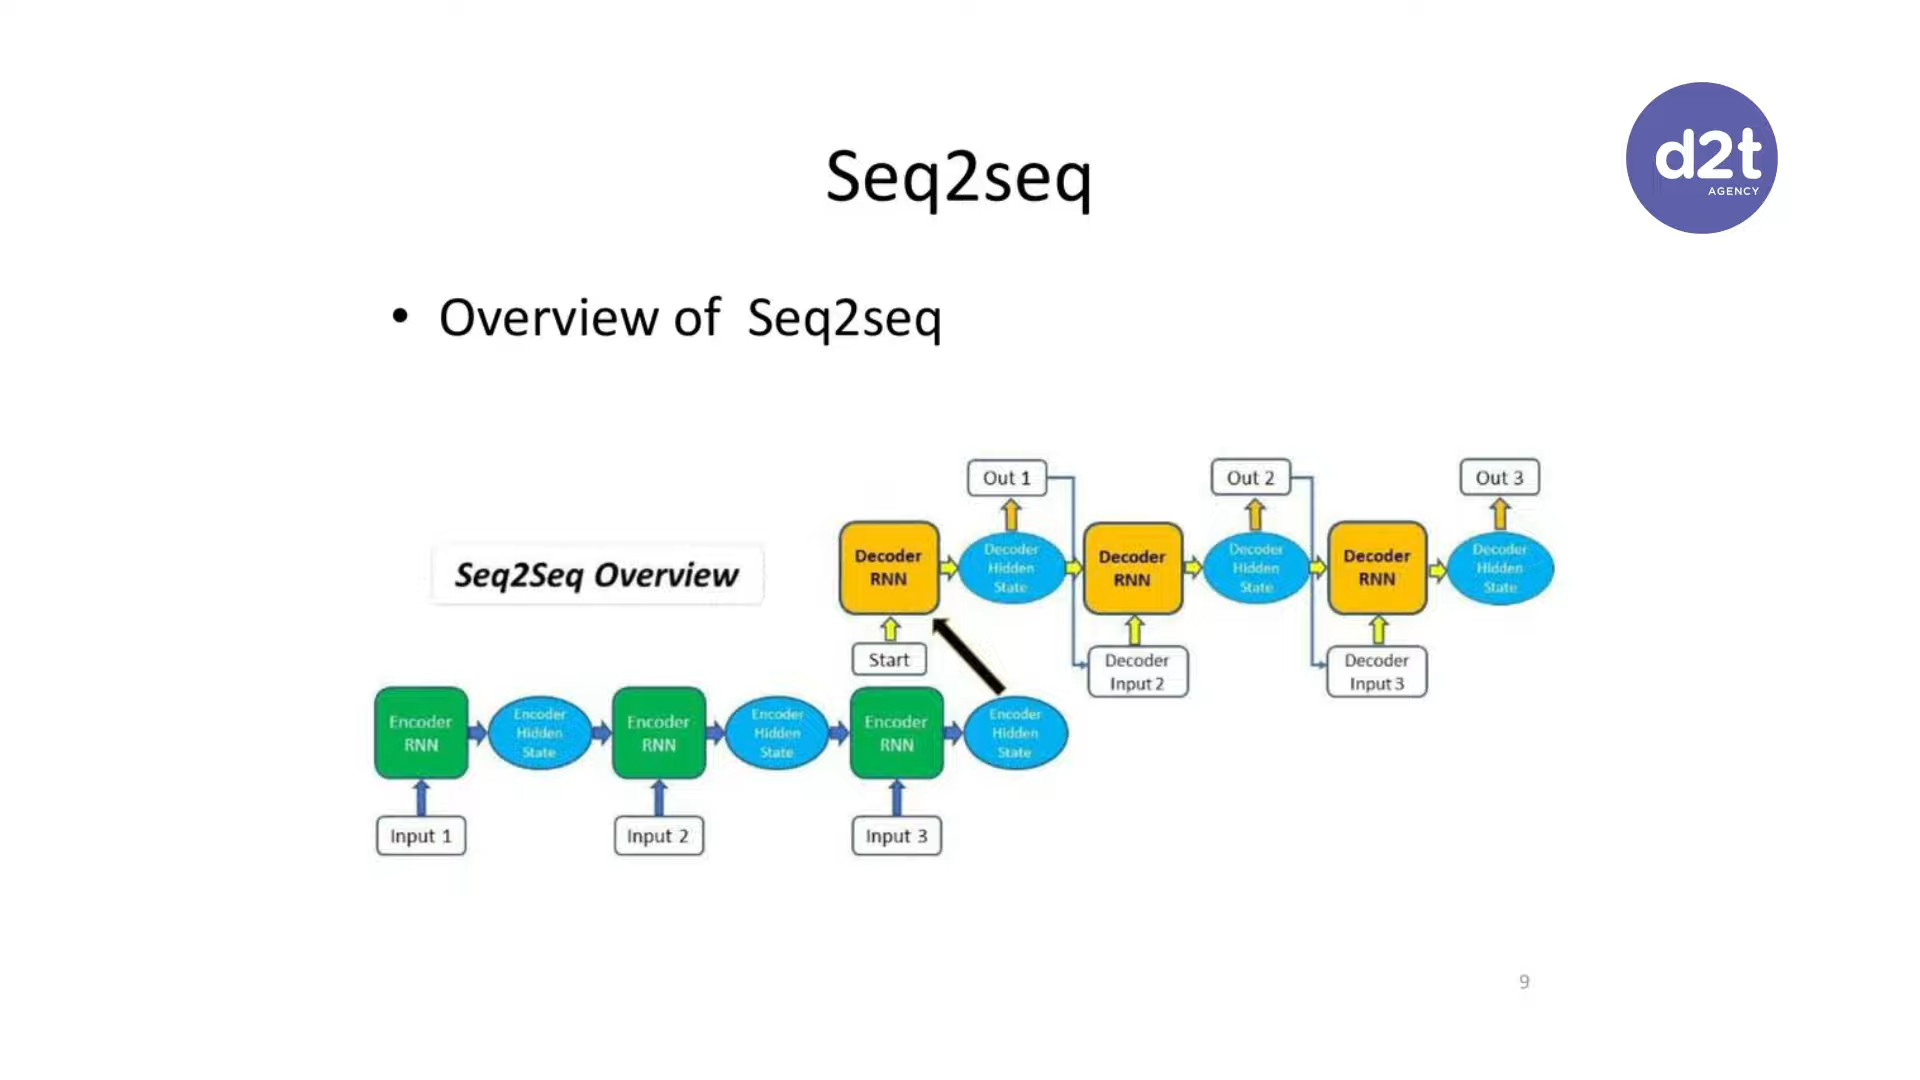 d2t
AGENCY
Seq2seq
• Overview of Seq2seq
Seq2Seq Overview
Out 1
Out 2
Out 3
Decoder
RNN
Decoder
Hidden
State
Decoder
RNN
Decoder
Hidden
State
Decoder
RNN
Decoder
Hidden
State
Start
Decoder
Input 2
Decoder
Input 3
Encoder
RNN
Encoder
Hidden
State
Encoder
RNN
Encoder
Hidden
State
Encoder
RNN
Encoder
Hidden
State
Input 1
Input 2
Input 3
9